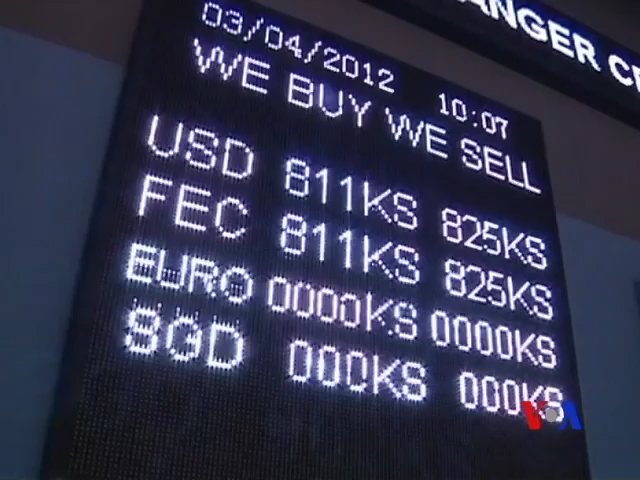 ANGER CE
03/04/2012 10:07
WE BUY WE SELL
USD 811KS 825KS
FEC 811KS 825KS
EURO 0000KS 0000KS
SGD 000KS 000KS
VOA